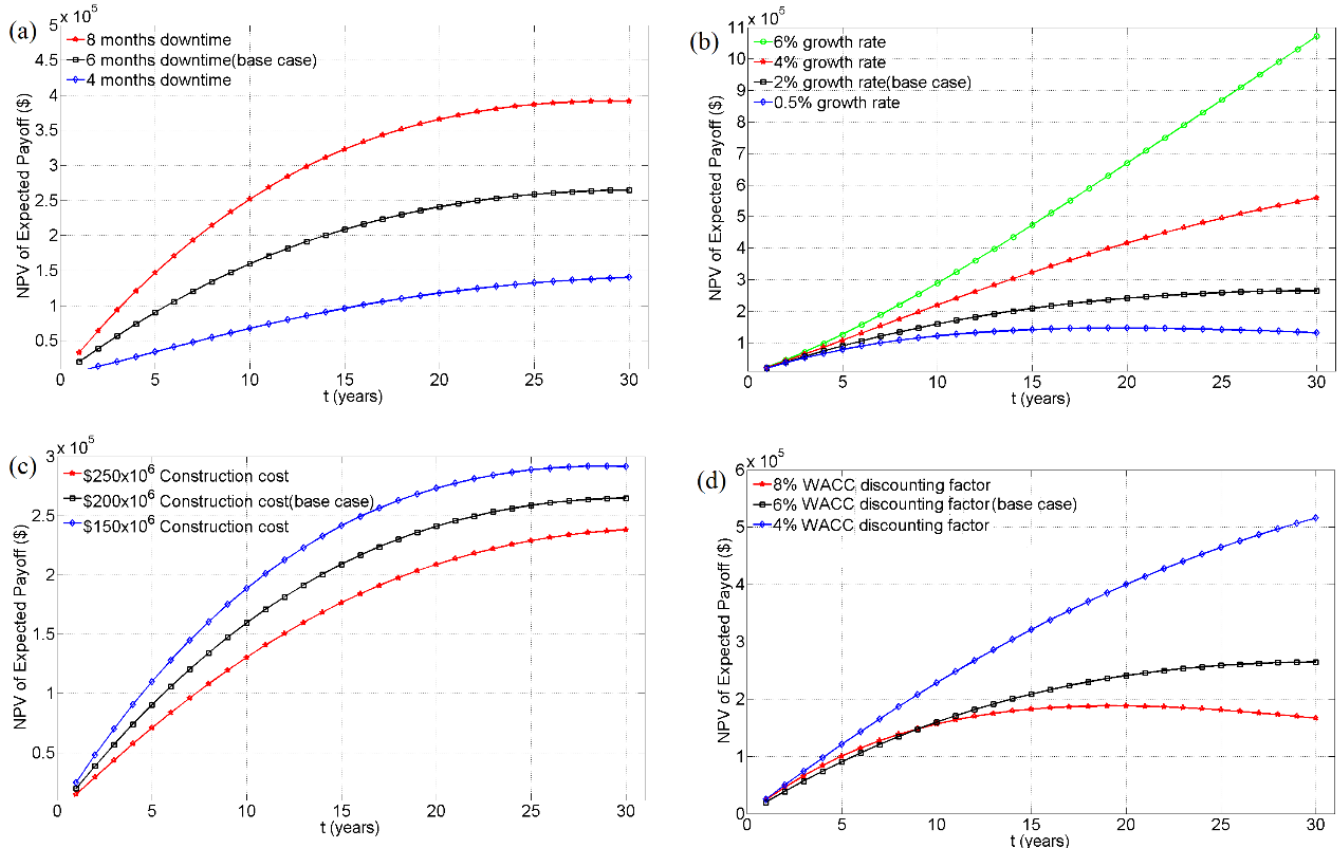 (a)
5 x 10^5
8 months downtime
6 months downtime(base case)
4 months downtime
NPV of Expected Payoff ($)
4.5
4
3.5
3
2.5
2
1.5
1
0.5
0 5 10 15 20 25 30
t (years)
(b)
11 x 10^5
6% growth rate
4% growth rate
2% growth rate(base case)
0.5% growth rate
NPV of Expected Payoff ($)
10
9
8
7
6
5
4
3
2
1
0 5 10 15 20 25 30
t (years)
(c)
3 x 10^5
$250x10^6 Construction cost
$200x10^6 Construction cost(base case)
$150x10^6 Construction cost
NPV of Expected Payoff ($)
2.5
2
1.5
1
0.5
0 5 10 15 20 25 30
t (years)
(d)
6 x 10^5
8% WACC discounting factor
6% WACC discounting factor(base case)
4% WACC discounting factor
NPV of Expected Payoff ($)
5
4
3
2
1
0
0 5 10 15 20 25 30
t (years)